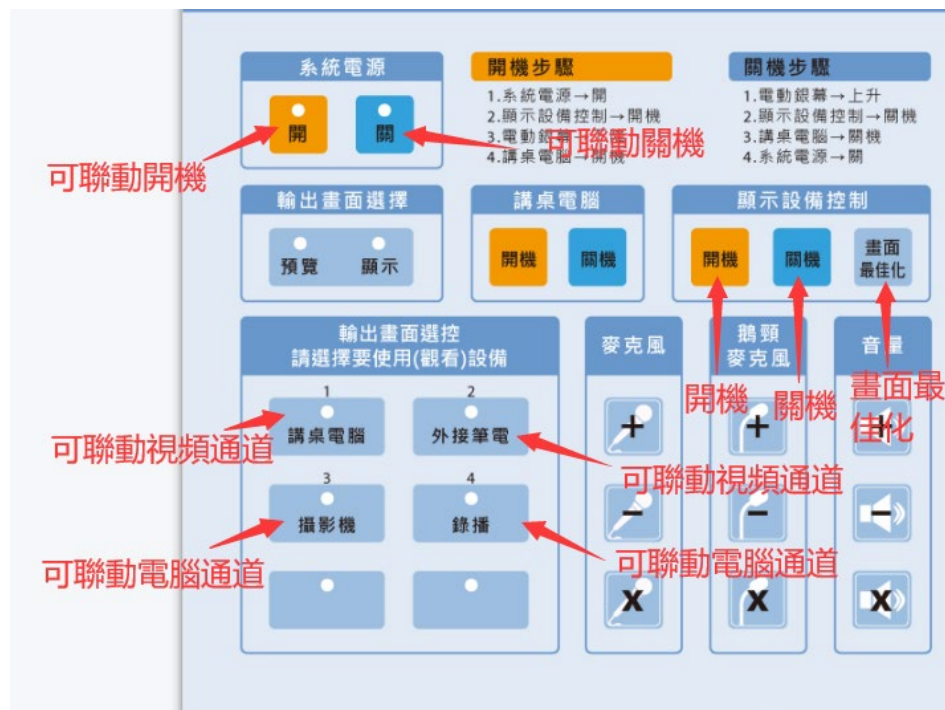 系統電源
開
關
開機步驟
1.系統電源→開
2.顯示設備控制→開機
3.電動銀幕
4.講桌電腦→開機
關機步驟
1.電動銀幕→上升
2.顯示設備控制→關機
3.講桌電腦→關機
4.系統電源→關
可聯動開機
可聯動關機
輸出畫面選擇
預覽 顯示
講桌電腦
開機 關機
顯示設備控制
開機 關機 畫面
最佳化
開機 關機 畫面最
佳化
輸出畫面選控
請選擇要使用(觀看)設備
1 2
講桌電腦 外接筆電
可聯動視頻通道
可聯動視頻通道
3 4
攝影機 錄播
可聯動電腦通道
可聯動電腦通道
麥克風
+
-
X
鵝頸
麥克風
+
-
X
音量
+
-
X